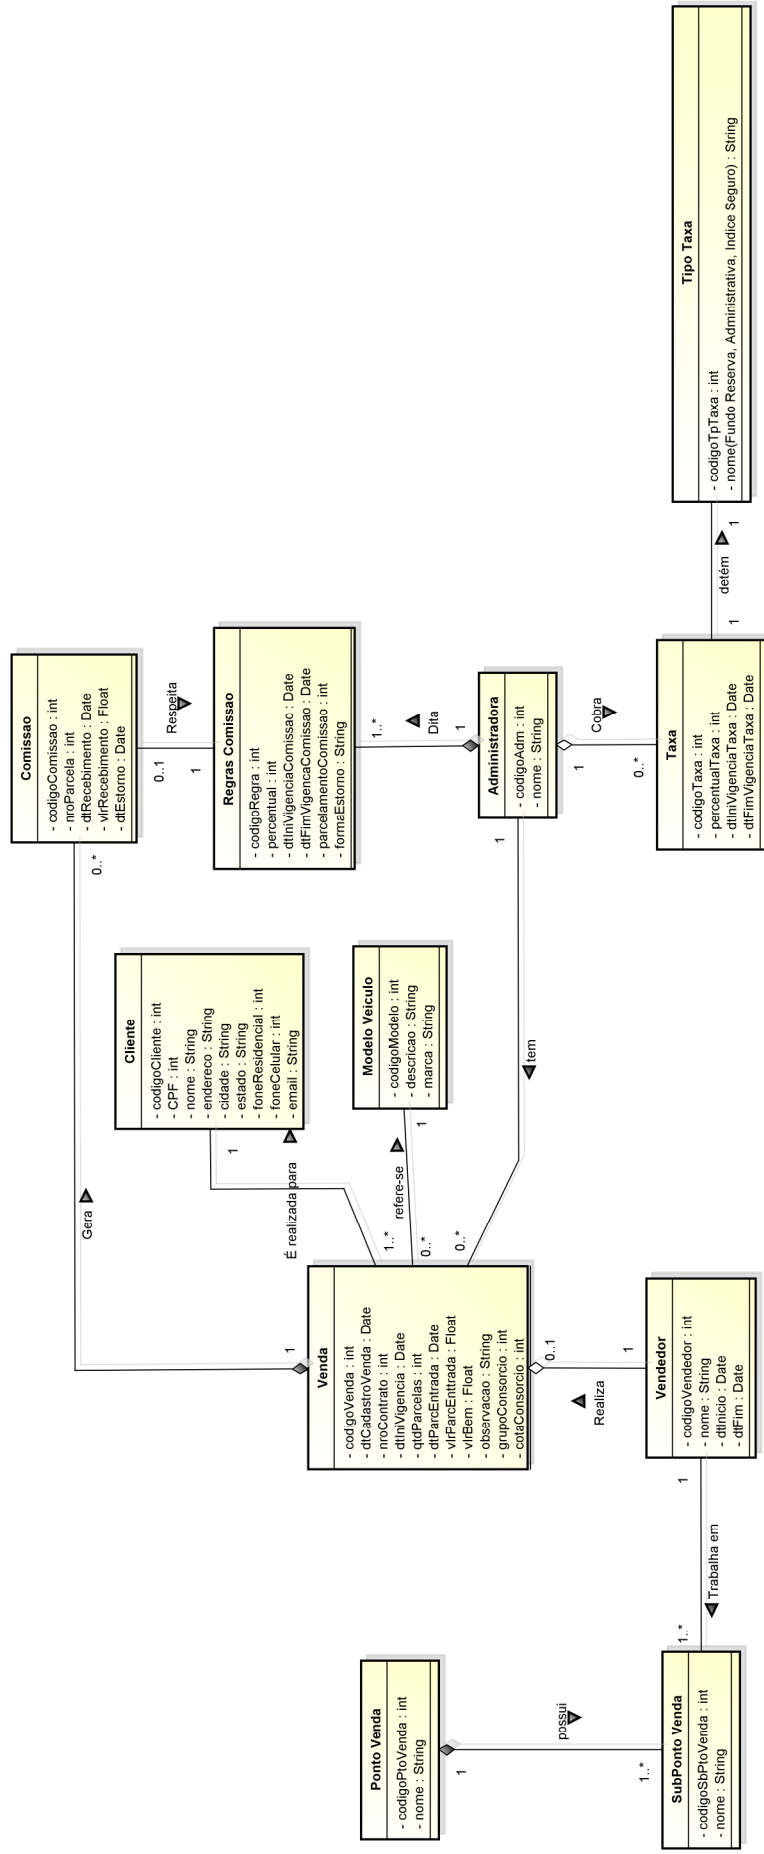 Comissao
- codigoComissao : int
- nroParcela : int
- dtRecebimento : Date
- vlrRecebimento : Float
- dtEstorno : Date
0..*
0..1
Respeita
1
Gera
1
Regras Comissao
- codigoRegra : int
- percentual : int
- dtIniVigenciaComissao : Date
- dtFimVigencaComissao : Date
- parcelamentoComissao : int
- formaEstorno : String
1..*
Dita
1
Cliente
- codigoCliente : int
- CPF : int
- nome : String
- endereco : String
- cidade : String
- estado : String
- foneResidencial : int
- foneCelular : int
- email : String
1
É realizada para
1..*
Modelo Veiculo
- codigoModelo : int
- descricao : String
- marca : String
1
refere-se
0..*
Administradora
- codigoAdm : int
- nome : String
1
tem
0..*
1
Cobra
0..*
Venda
- codigoVenda : int
- dtCadastroVenda : Date
- nroContrato : int
- dtIniVigencia : Date
- qtdParcelas : int
- dtParcEntrada : Date
- vlrParcEnttrada : Float
- vlrBem : Float
- observacao : String
- grupoConsorcio : int
- cotaConsorcio : int
0..1
Realiza
1
Taxa
- codigoTaxa : int
- percentualTaxa : int
- dtIniVigenciaTaxa : Date
- dtFimVigenciaTaxa : Date
1
detém
1
Tipo Taxa
- codigoTpTaxa : int
- nome(Fundo Reserva, Administrativa, Indice Seguro) : String
Vendedor
- codigoVendedor : int
- nome : String
- dtInicio : Date
- dtFim : Date
1
Trabalha em
1..*
Ponto Venda
- codigoPtoVenda : int
- nome : String
1
possui
1..*
SubPonto Venda
- codigoSbPtoVenda : int
- nome : String